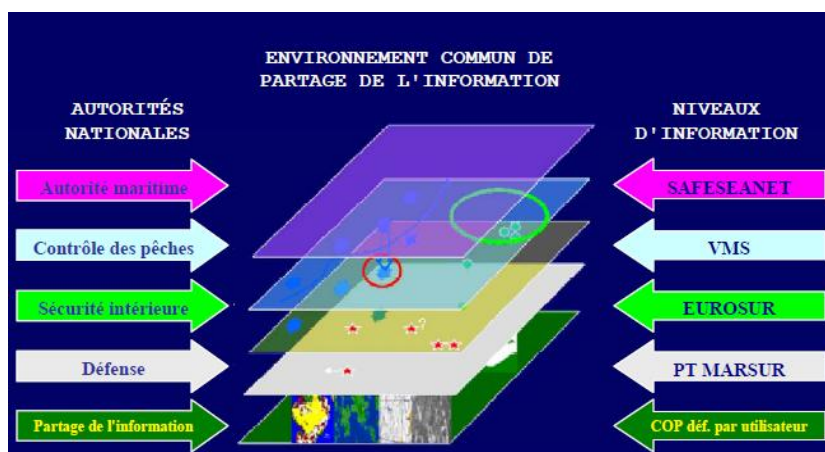 ENVIRONNEMENT COMMUN DE
PARTAGE DE L'INFORMATION
AUTORITÉS
NATIONALES
NIVEAUX
D'INFORMATION
Autorité maritime
SAFESEANET
Contrôle des pêches
VMS
Sécurité intérieure
EUROSUR
Défense
PT MARSUR
Partage de l'information
COP déf. par utilisateur